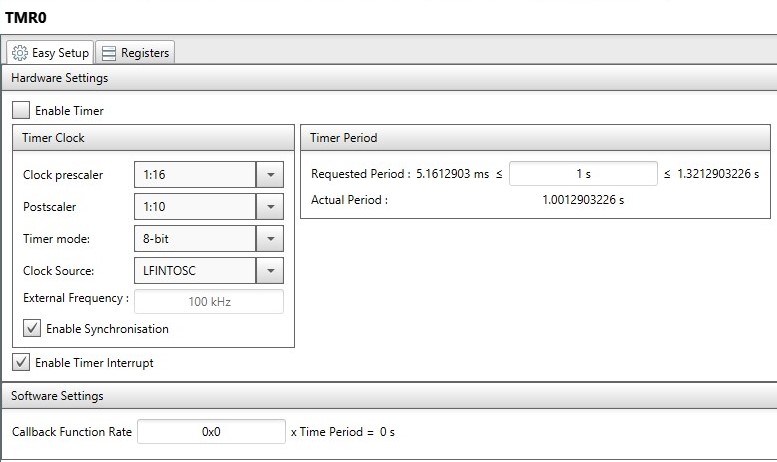 TMR0
Easy Setup
Registers
Hardware Settings
Enable Timer
Timer Clock
Clock prescaler 1:16
Postscaler 1:10
Timer mode: 8-bit
Clock Source: LFINTOSC
External Frequency : 100 kHz
Enable Synchronisation
Timer Period
Requested Period : 5.1612903 ms ≤ 1 s ≤ 1.3212903226 s
Actual Period : 1.0012903226 s
Enable Timer Interrupt
Software Settings
Callback Function Rate 0x0 x Time Period = 0 s